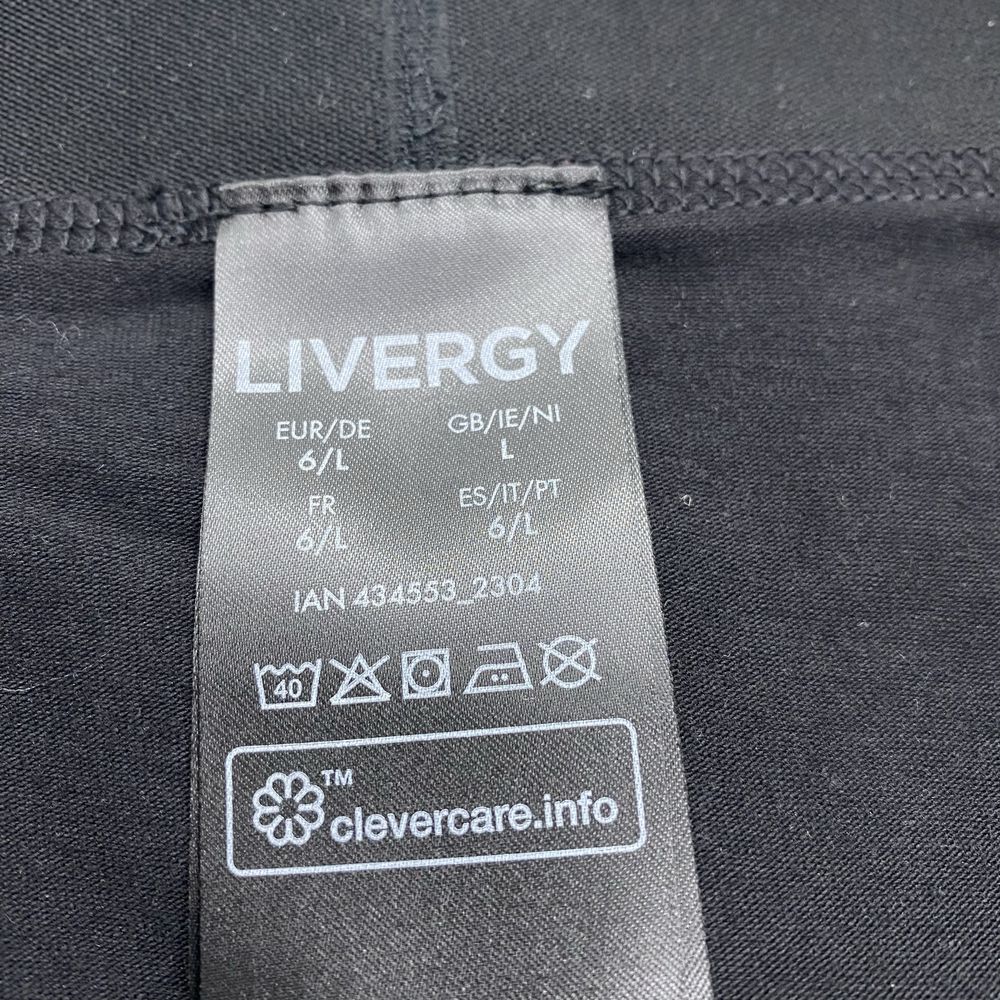 LIVERGY
EUR/DE GB/IE/NI
6/L L
FR ES/IT/PT
6/L 6/L
IAN 434553_2304
40
TM
clevercare.info